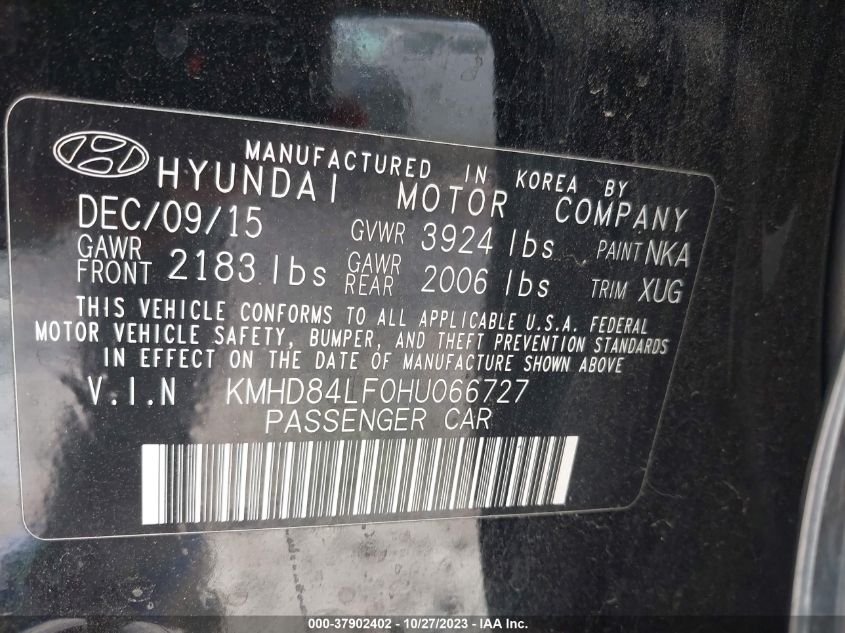 MANUFACTURED IN KOREA BY
HYUNDAI MOTOR COMPANY
DEC/09/15 GVWR 3924 lbs PAINT NKA
GAWR FRONT 2183 lbs GAWR REAR 2006 lbs TRIM XUG
THIS VEHICLE CONFORMS TO ALL APPLICABLE U.S.A. FEDERAL
MOTOR VEHICLE SAFETY, BUMPER, AND THEFT PREVENTION STANDARDS
IN EFFECT ON THE DATE OF MANUFACTURE SHOWN ABOVE
V.I.N KMHD84LF0HU066727
PASSENGER CAR
000-37902402 - 10/27/2023 - IAA Inc.